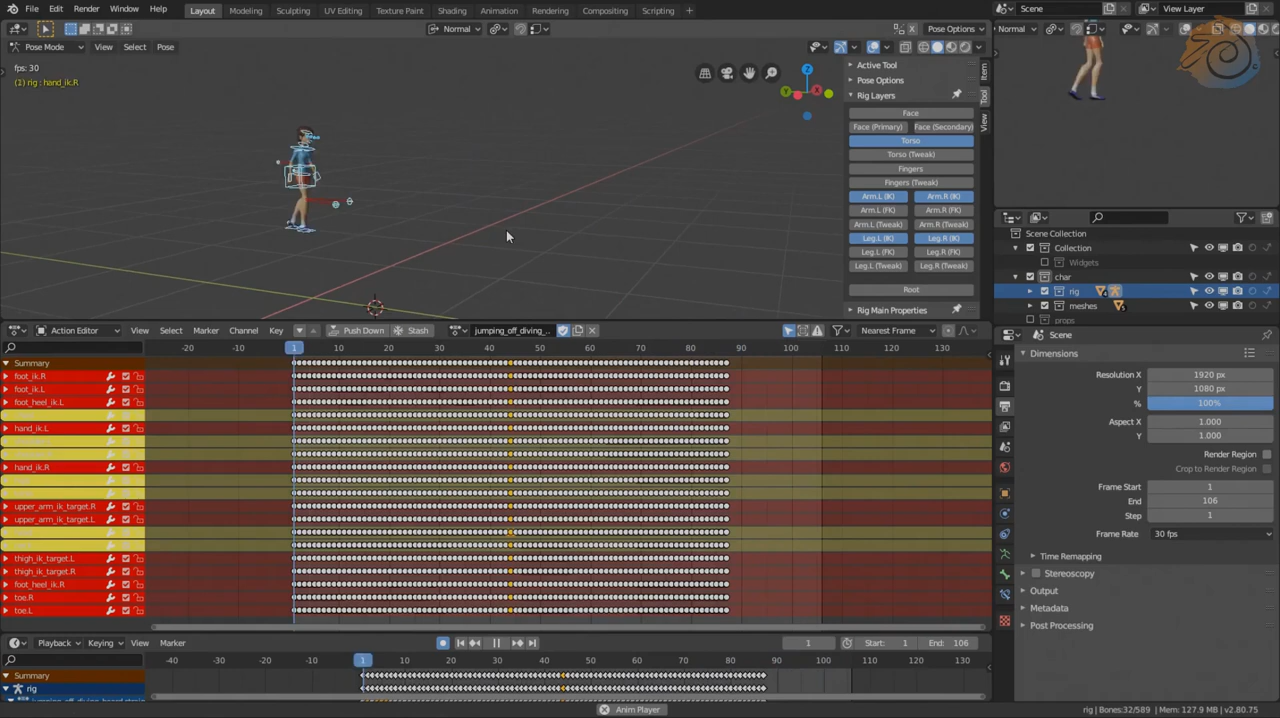 File Edit Render Window Help Layout Modeling Sculpting UV Editing Texture Paint Shading Animation Rendering Compositing Scripting + Scene View Layer
Normal Pose Options Normal
Pose Mode View Select Pose
fps: 30
(1) rig : hand_ik.R
Z Y X
Active Tool
Pose Options
Rig Layers
Face
Face (Primary) Face (Secondary)
Torso
Torso (Tweak)
Fingers
Fingers (Tweak)
Arm.L (IK) Arm.R (IK)
Arm.L (FK) Arm.R (FK)
Arm.L (Tweak) Arm.R (Tweak)
Leg.L (IK) Leg.R (IK)
Leg.L (FK) Leg.R (FK)
Leg.L (Tweak) Leg.R (Tweak)
Root
Rig Main Properties
Item
Tool
View
Scene Collection
Collection
Widgets
char
rig
meshes
props
Action Editor View Select Marker Channel Key Push Down Stash jumping_off_diving_.. Nearest Frame
-20 -10 1 10 20 30 40 50 60 70 80 90 100 110 120 130
Summary
foot_ik.R
foot_ik.L
foot_heel_ik.L
hand_ik.L
hand_ik.R
upper_arm_ik_target.R
upper_arm_ik_target.L
thigh_ik_target.L
thigh_ik_target.R
foot_heel_ik.R
toe.R
toe.L
Scene
Dimensions
Resolution X 1920 px
Y 1080 px
% 100%
Aspect X 1.000
Y 1.000
Render Region
Crop to Render Region
Frame Start 1
End 106
Step 1
Frame Rate 30 fps
Time Remapping
Stereoscopy
Output
Metadata
Post Processing
Playback Keying View Marker 1 Start: 1 End: 106
-40 -30 -20 -10 1 10 20 30 40 50 60 70 80 90 100 110 120 130
Summary
rig
Anim Player
rig | Bones:32/589 | Mem: 127.9 MB | v2.80.75